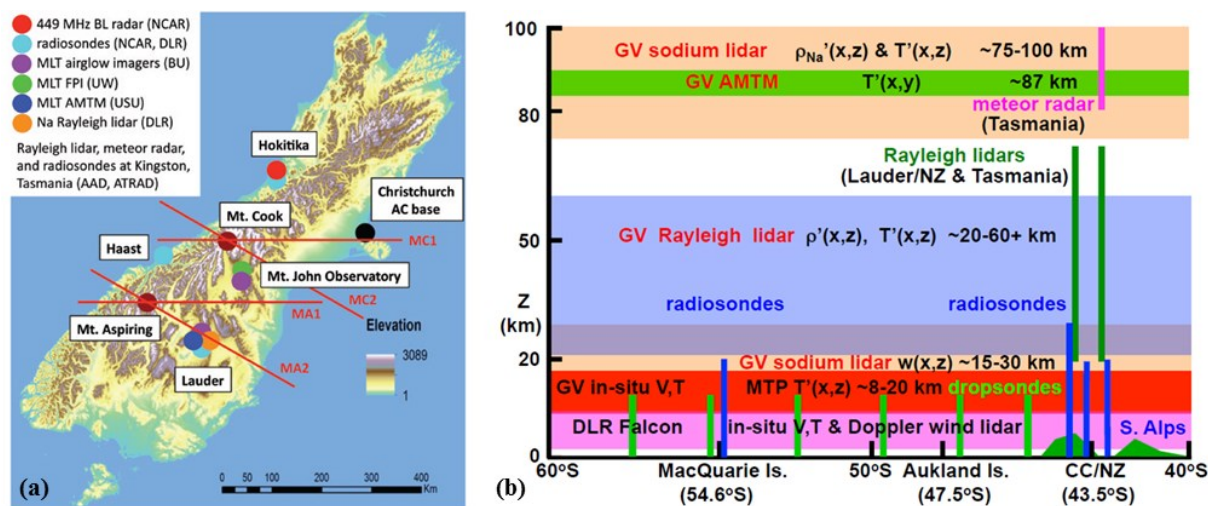 449 MHz BL radar (NCAR)
radiosondes (NCAR, DLR)
MLT airglow imagers (BU)
MLT FPI (UW)
MLT AMTM (USU)
Na Rayleigh lidar (DLR)
Rayleigh lidar, meteor radar,
and radiosondes at Kingston,
Tasmania (AAD, ATRAD)
Hokitika
Christchurch
AC base
Mt. Cook
Haast
MC1
Mt. John Observatory
MC2
MA1
Mt. Aspiring
Elevation
3089
1
MA2
Lauder
0 50 100 200 300 400
Km
(a)
100
80
50
Z
(km)
20
0
GV sodium lidar ρNa'(x,z) & T'(x,z) ~75-100 km
GV AMTM T'(x,y) ~87 km
meteor radar
(Tasmania)
Rayleigh lidars
(Lauder/NZ & Tasmania)
GV Rayleigh lidar ρ'(x,z), T'(x,z) ~20-60+ km
radiosondes radiosondes
GV sodium lidar w(x,z) ~15-30 km
GV in-situ V,T MTP T'(x,z) ~8-20 km dropsondes
DLR Falcon in-situ V,T & Doppler wind lidar S. Alps
60°S MacQuarie Is. 50°S Aukland Is. CC/NZ 40°S
(54.6°S) (47.5°S) (43.5°S)
(b)